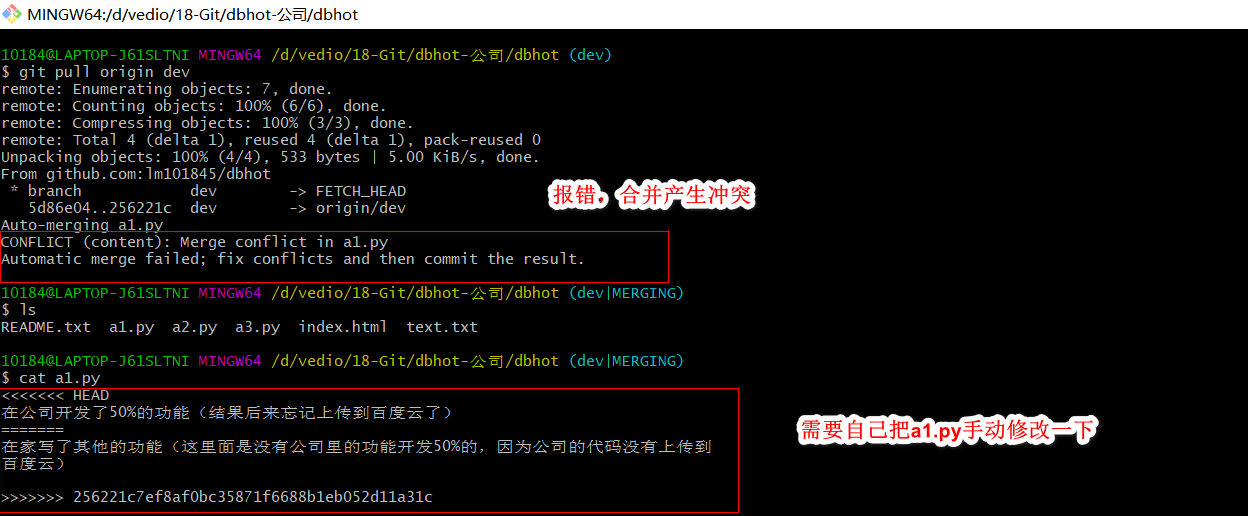 MINGW64:/d/vedio/18-Git/dbhot-公司/dbhot
10184@LAPTOP-J61SLTNI MINGW64 /d/vedio/18-Git/dbhot-公司/dbhot (dev)
$ git pull origin dev
remote: Enumerating objects: 7, done.
remote: Counting objects: 100% (6/6), done.
remote: Compressing objects: 100% (3/3), done.
remote: Total 4 (delta 1), reused 4 (delta 1), pack-reused 0
Unpacking objects: 100% (4/4), 533 bytes | 5.00 KiB/s, done.
From github.com:lm101845/dbhot
 * branch            dev        -> FETCH_HEAD
   5d86e04..256221c  dev        -> origin/dev
报错，合并产生冲突
Auto-merging a1.py
CONFLICT (content): Merge conflict in a1.py
Automatic merge failed; fix conflicts and then commit the result.
10184@LAPTOP-J61SLTNI MINGW64 /d/vedio/18-Git/dbhot-公司/dbhot (dev|MERGING)
$ ls
README.txt  a1.py  a2.py  a3.py  index.html  text.txt
10184@LAPTOP-J61SLTNI MINGW64 /d/vedio/18-Git/dbhot-公司/dbhot (dev|MERGING)
$ cat a1.py
<<<<<<< HEAD
在公司开发了50%的功能（结果后来忘记上传到百度云了）
=======
在家写了其他的功能（这里面是没有公司里的功能开发50%的，因为公司的代码没有上传到
百度云）
>>>>>>> 256221c7ef8af0bc35871f6688b1eb052d11a31c
需要自己把a1.py手动修改一下